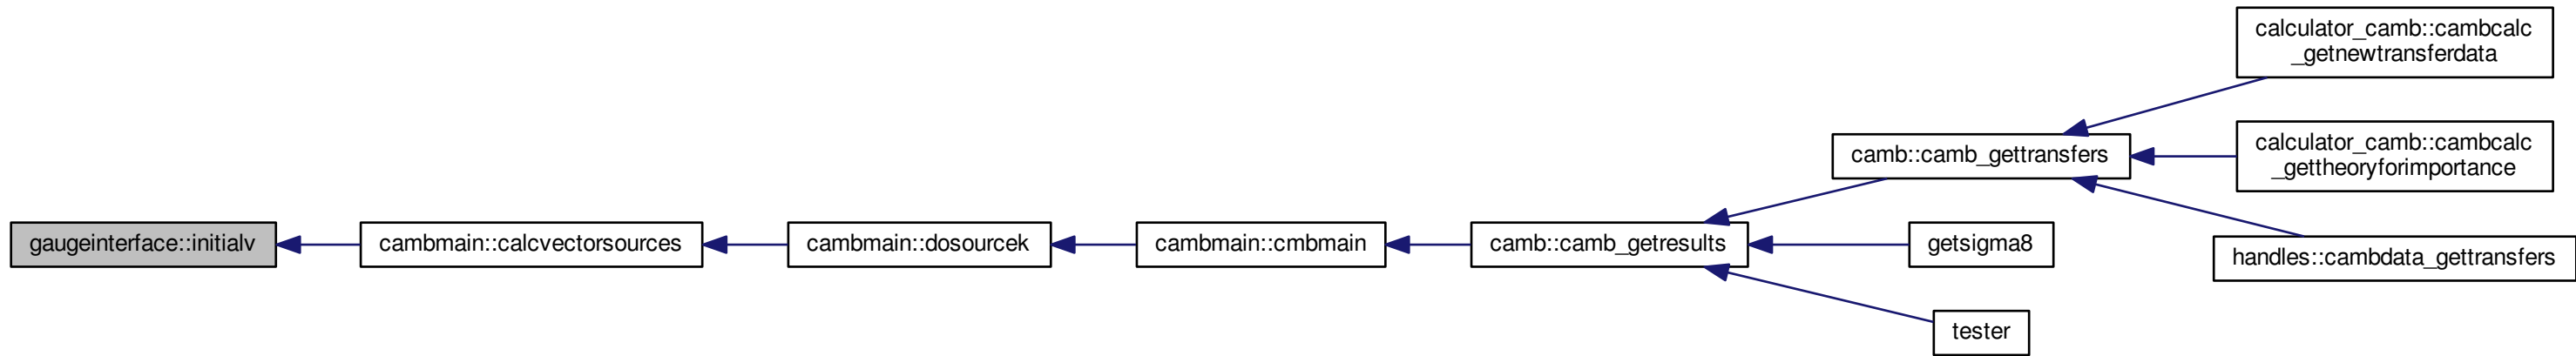 gaugeinterface::initialv
cambmain::calcvectorsources
cambmain::dosourcek
cambmain::cmbmain
camb::camb_getresults
camb::camb_gettransfers
calculator_camb::cambcalc
_getnewtransferdata
calculator_camb::cambcalc
_gettheoryforimportance
handles::cambdata_gettransfers
getsigma8
tester